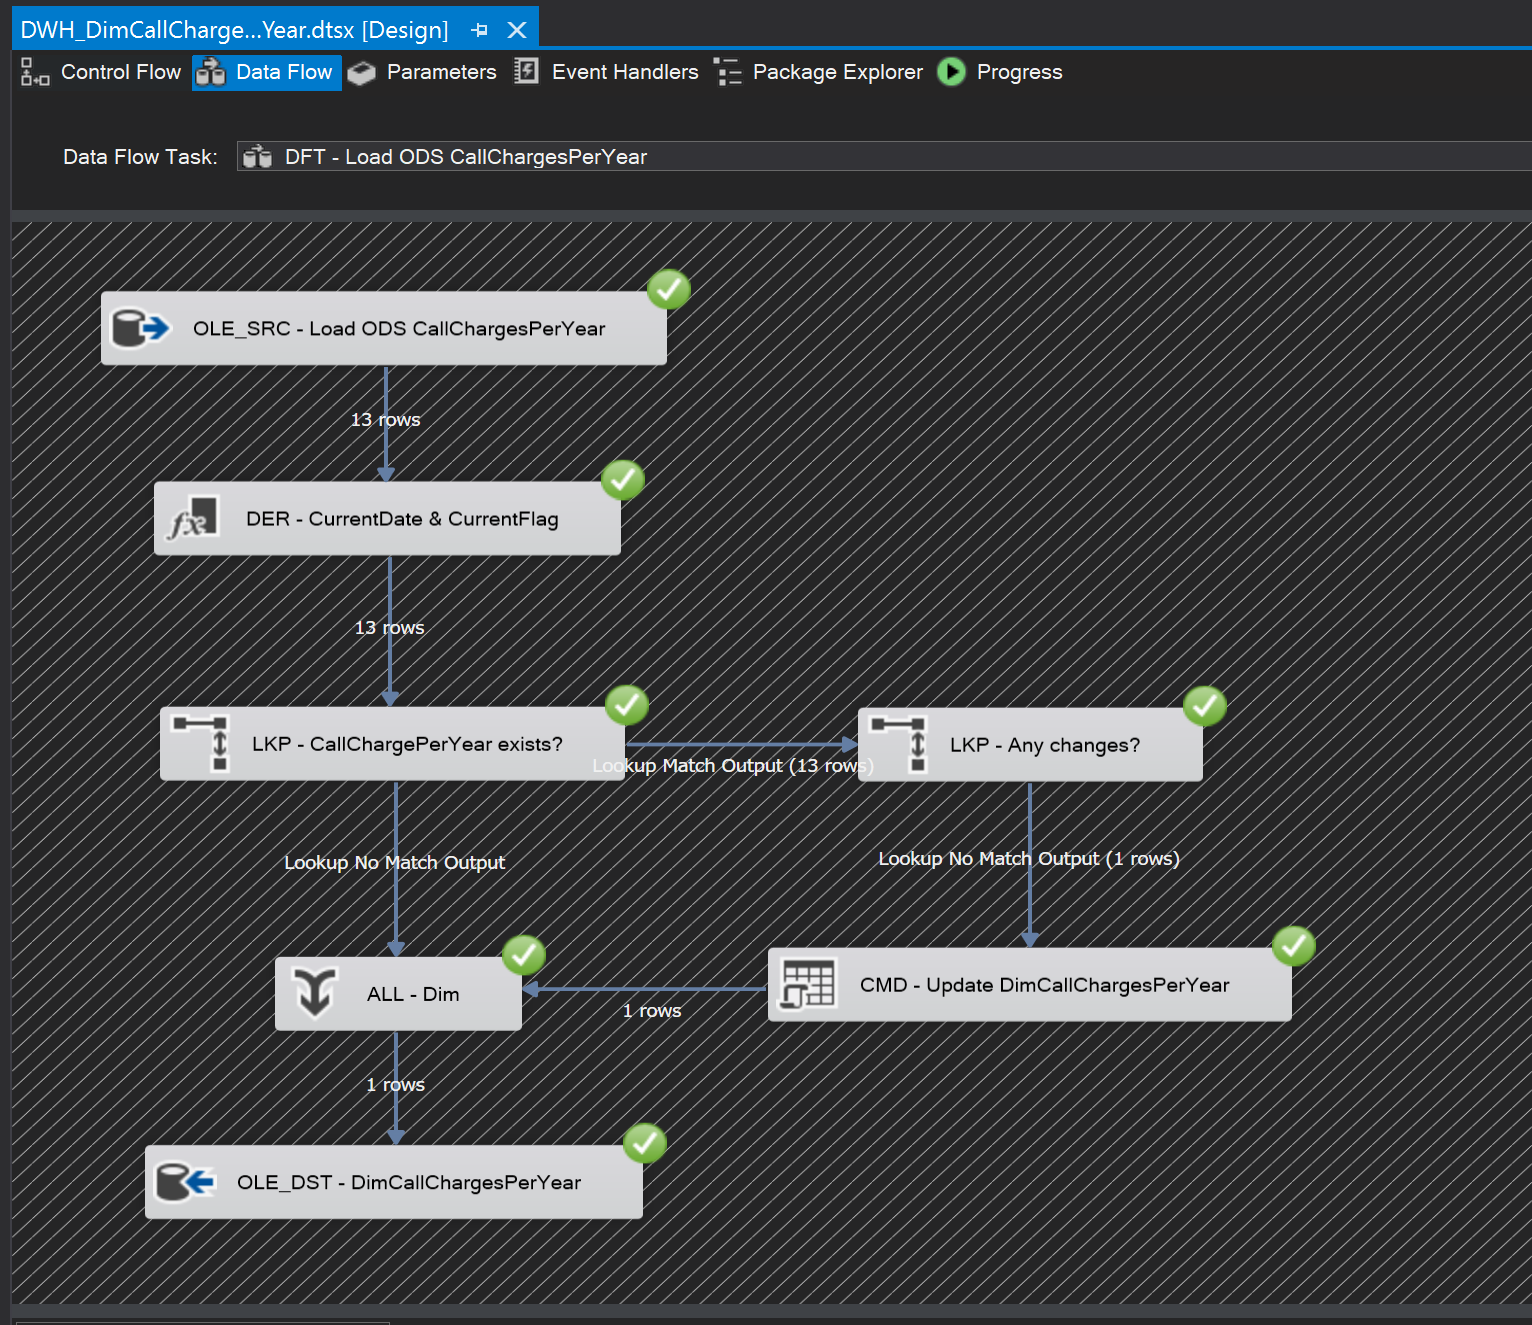 DWH_DimCallCharge...Year.dtsx [Design]
Control Flow Data Flow Parameters Event Handlers Package Explorer Progress
Data Flow Task: DFT - Load ODS CallChargesPerYear
OLE_SRC - Load ODS CallChargesPerYear
13 rows
DER - CurrentDate & CurrentFlag
13 rows
LKP - CallChargePerYear exists?
Lookup Match Output (13 rows)
LKP - Any changes?
Lookup No Match Output
Lookup No Match Output (1 rows)
ALL - Dim
1 rows
CMD - Update DimCallChargesPerYear
1 rows
OLE_DST - DimCallChargesPerYear